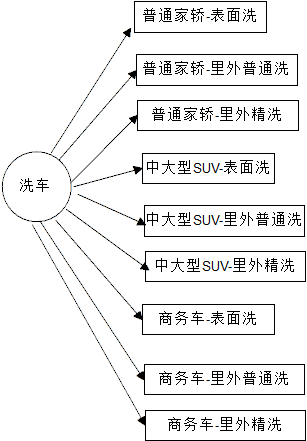 普通家轿-表面洗
普通家轿-里外普通洗
普通家轿-里外精洗
洗车
中大型SUV-表面洗
中大型SUV-里外普通洗
中大型SUV-里外精洗
商务车-表面洗
商务车-里外普通洗
商务车-里外精洗